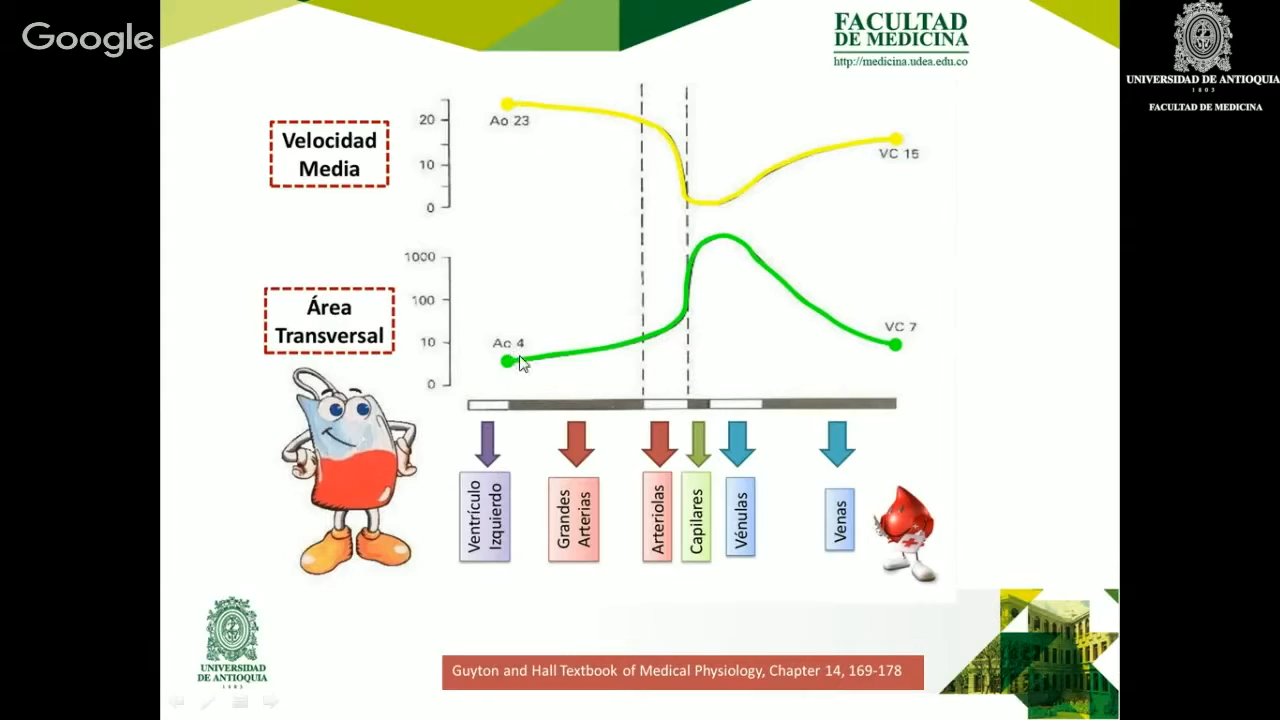 Google
FACULTAD
DE MEDICINA
http://medicina.udea.edu.co
UNIVERSIDAD DE ANTIOQUIA
1803
FACULTAD DE MEDICINA
Velocidad
Media
20
10
0
Ao 23
VC 15
Área
Transversal
1000
100
10
0
Ao 4
VC 7
Ventrículo
Izquierdo
Grandes
Arterias
Arteriolas
Capilares
Vénulas
Venas
UNIVERSIDAD
DE ANTIOQUIA
1803
Guyton and Hall Textbook of Medical Physiology, Chapter 14, 169-178